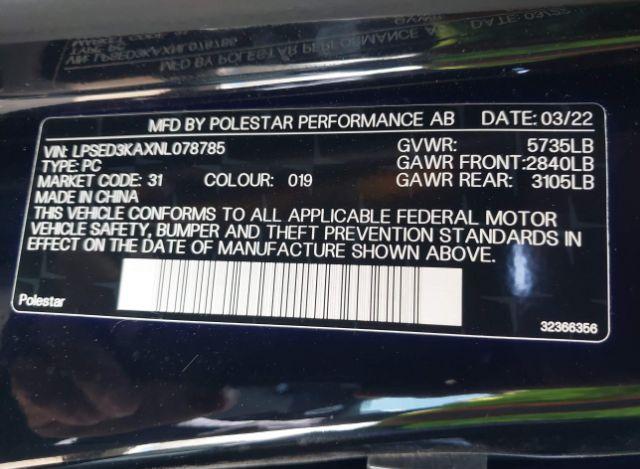 MFD BY POLESTAR PERFORMANCE AB DATE: 03/22
VIN: LPSED3KAXNL078785 GVWR: 5735LB
TYPE: PC GAWR FRONT: 2840LB
MARKET CODE: 31 COLOUR: 019 GAWR REAR: 3105LB
MADE IN CHINA
THIS VEHICLE CONFORMS TO ALL APPLICABLE FEDERAL MOTOR
VEHICLE SAFETY, BUMPER AND THEFT PREVENTION STANDARDS IN
EFFECT ON THE DATE OF MANUFACTURE SHOWN ABOVE.
Polestar 32366356